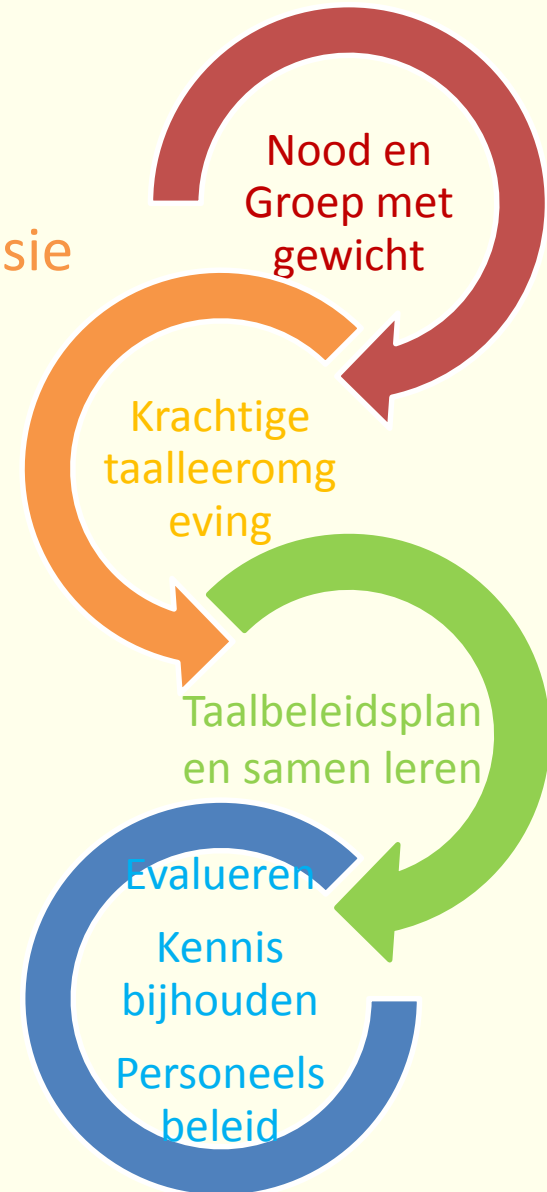 Nood en
Groep met
gewicht
sie
Krachtige
taalleeromg
eving
Taalbeleidsplan
en samen leren
Evalueren
Kennis
bijhouden
Personeels
beleid